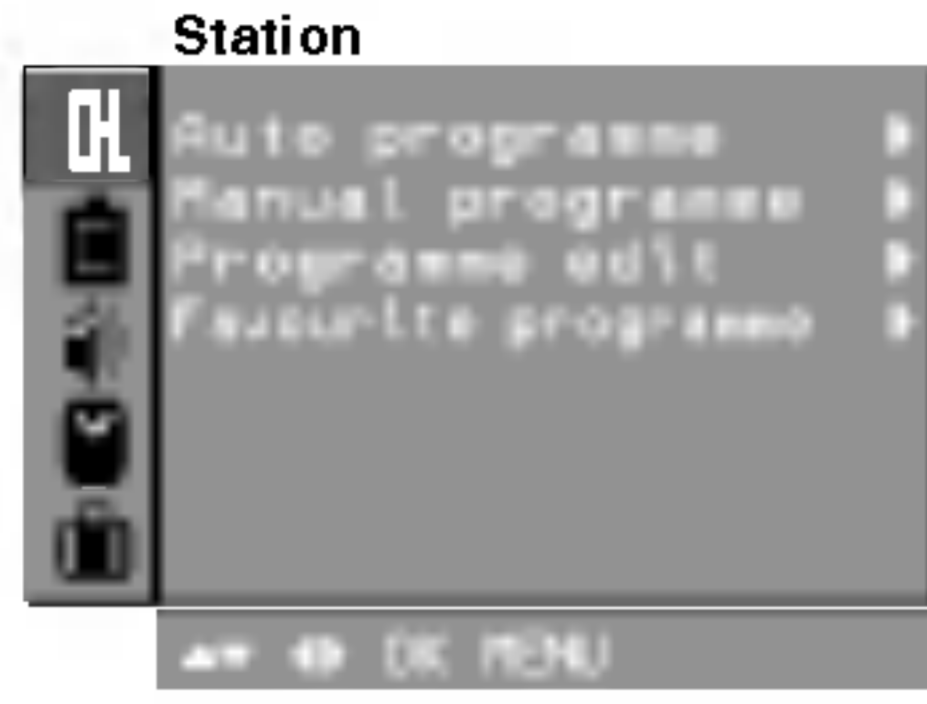 Station
CH.
Auto programme ▶
Manual programme ▶
Programme edit ▶
Favourite programme ▶
▲▼ ◀▶ OK MENU